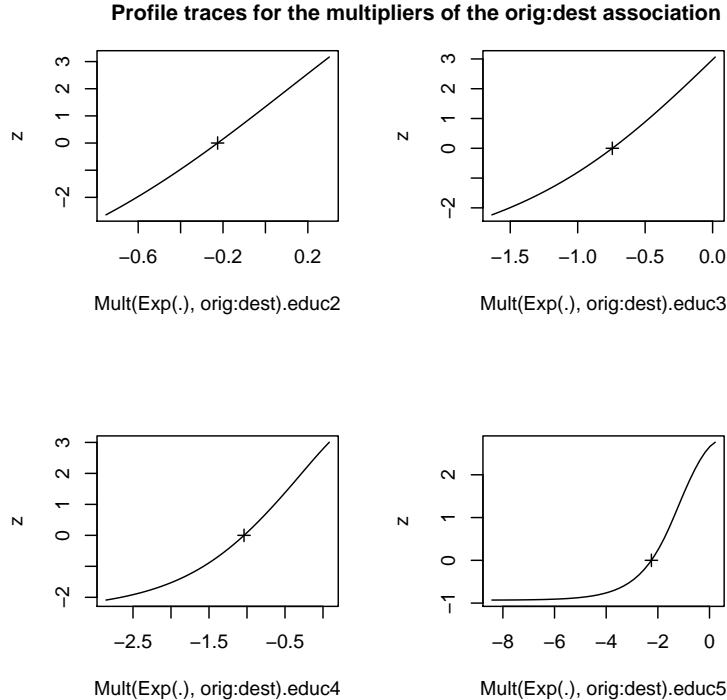 Profile traces for the multipliers of the orig:dest association
3
2
1
0
−2
z
−0.6 −0.2 0.2
Mult(Exp(.), orig:dest).educ2
3
2
1
0
−2
z
−1.5 −1.0 −0.5 0.0
Mult(Exp(.), orig:dest).educ3
3
2
1
0
−2
z
−2.5 −1.5 −0.5
Mult(Exp(.), orig:dest).educ4
2
1
0
−1
z
−8 −6 −4 −2 0
Mult(Exp(.), orig:dest).educ5